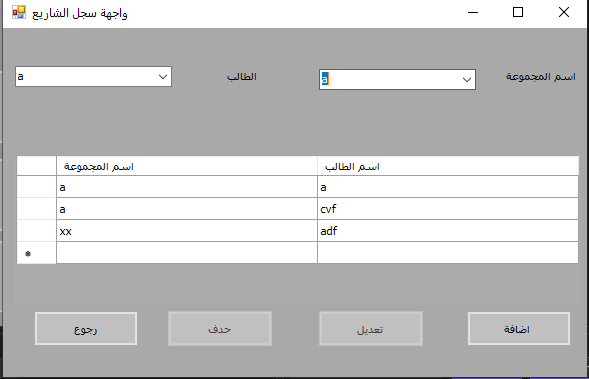 واجهة سجل الشاريع
اسم المجموعة
a
الطالب
a
اسم المجموعة اسم الطالب
a a
a cvf
xx adf
*
اضافة
تعديل
حذف
رجوع